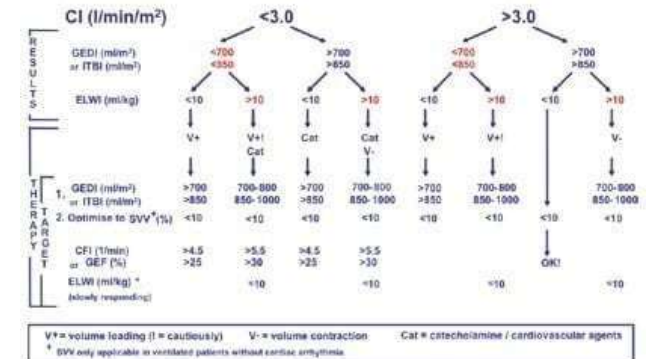 CI (l/min/m²) <3.0 >3.0
RESULTS
GEDI (ml/m²) <700 >700 <700 >700
or ITBI (ml/m²) <850 >850 <850 >850
ELWI (ml/kg) <10 >10 <10 >10 <10 >10 <10 >10
V+ V+! Cat Cat V+ V+! V-
Cat V-
THERAPY
TARGET
1. GEDI (ml/m²) >700 700-800 >700 700-800 >700 700-800 700-800
or ITBI (ml/m²) >850 850-1000 >850 850-1000 >850 850-1000 850-1000
2. Optimise to SVV*(%) <10 <10 <10 <10 <10 <10 <10 <10
CFI (1/min) >4.5 >5.5 >4.5 >5.5
or GEF (%) >25 >30 >25 >30 OK!
ELWI (ml/kg) * <10 <10 <10 <10
(slowly responding)
V+ = volume loading (! = cautiously) V- = volume contraction Cat = catecholamine / cardiovascular agents
* SVV only applicable in ventilated patients without cardiac arrhythmia